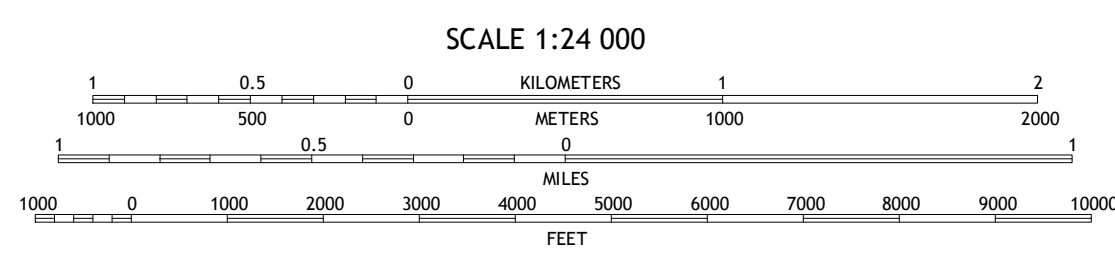 SCALE 1:24 000
1 0.5 0 KILOMETERS 1 2
1000 500 0 METERS 1000 2000
1 0.5 0 1
MILES
1000 0 1000 2000 3000 4000 5000 6000 7000 8000 9000 10000
FEET